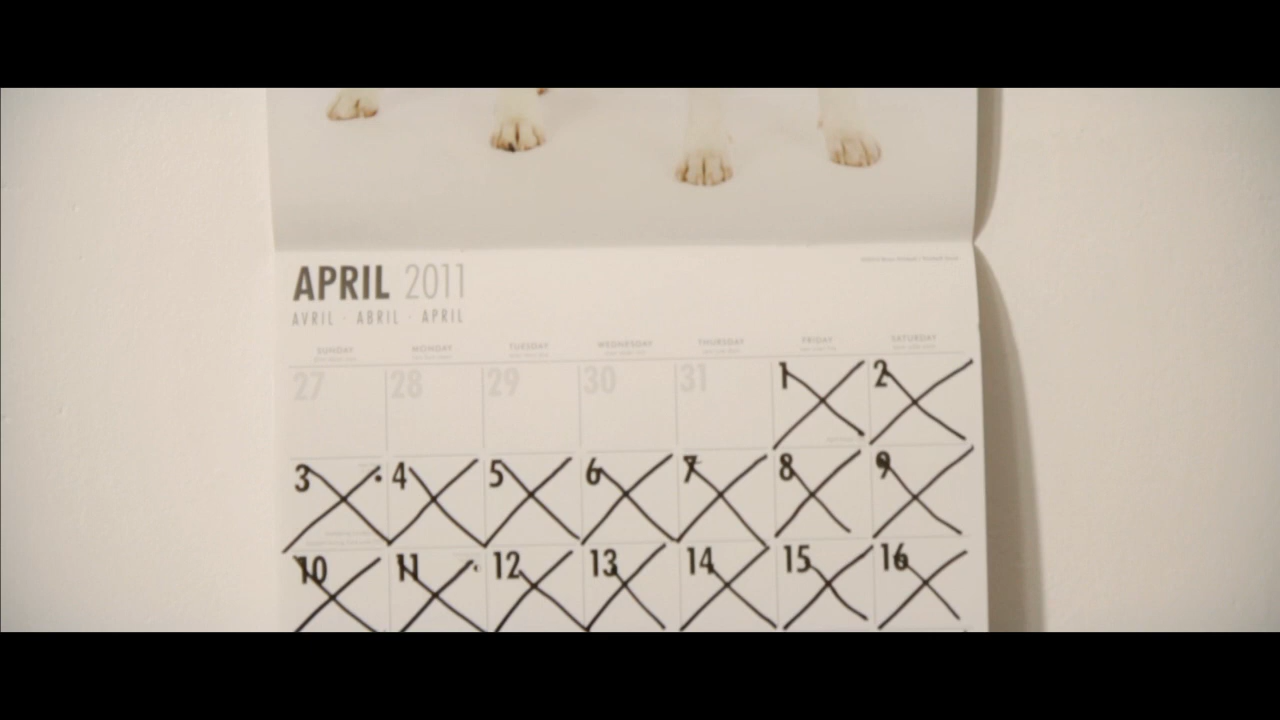 APRIL 2011
AVRIL · ABRIL · APRIL
SUNDAY MONDAY TUESDAY WEDNESDAY THURSDAY FRIDAY SATURDAY
27 28 29 30 31 1 2
3 4 5 6 7 8 9
10 11 12 13 14 15 16